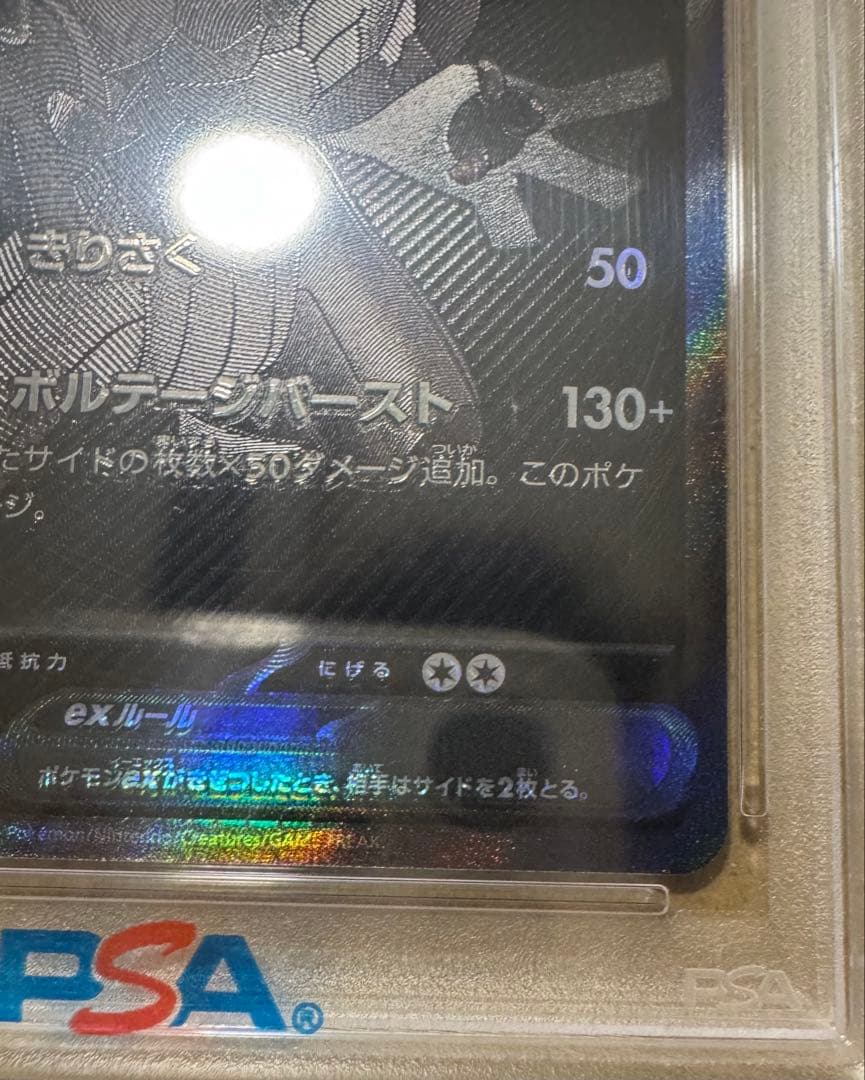 きりさく 50
ボルテージバースト 130+
たサイドの枚数×50ダメージ追加。このポケ
ージ。
抵抗力 にげる
exルール
ポケモンexがきぜつしたとき、相手はサイドを2枚とる。
Pokémon/Nintendo/Creatures/GAME FREAK
PSA®
PSA